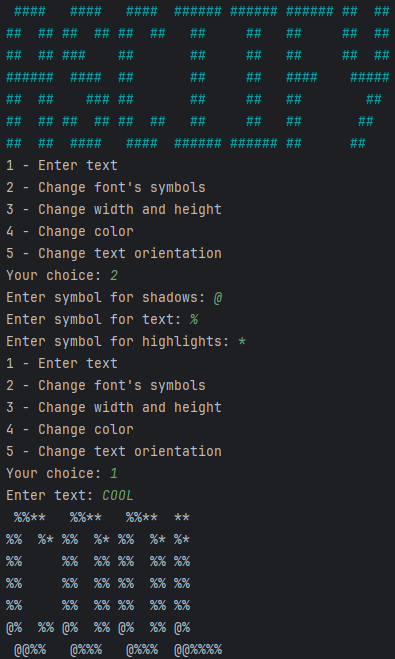 ####   ####   ####  ###### ###### ###### ##  ##
##  ## ##  ## ##  ##   ##     ##   ##     ##  ##
##  ## ###    ##       ##     ##   ##     ##  ##
######  ####  ##       ##     ##   ####    #####
##  ##    ### ##       ##     ##   ##        ##
##  ## ##  ## ##  ##   ##     ##   ##       ##
##  ##  ####   ####  ###### ###### ##      ##
1 - Enter text
2 - Change font's symbols
3 - Change width and height
4 - Change color
5 - Change text orientation
Your choice: 2
Enter symbol for shadows: @
Enter symbol for text: %
Enter symbol for highlights: *
1 - Enter text
2 - Change font's symbols
3 - Change width and height
4 - Change color
5 - Change text orientation
Your choice: 1
Enter text: COOL
 %%**   %%**   %%**  **
%%  %* %%  %* %%  %* %*
%%     %%  %% %%  %% %%
%%     %%  %% %%  %% %%
%%     %%  %% %%  %% %%
@%  %% @%  %% @%  %% @%
 @@%%   @%%%   @%%%  @@%%%%